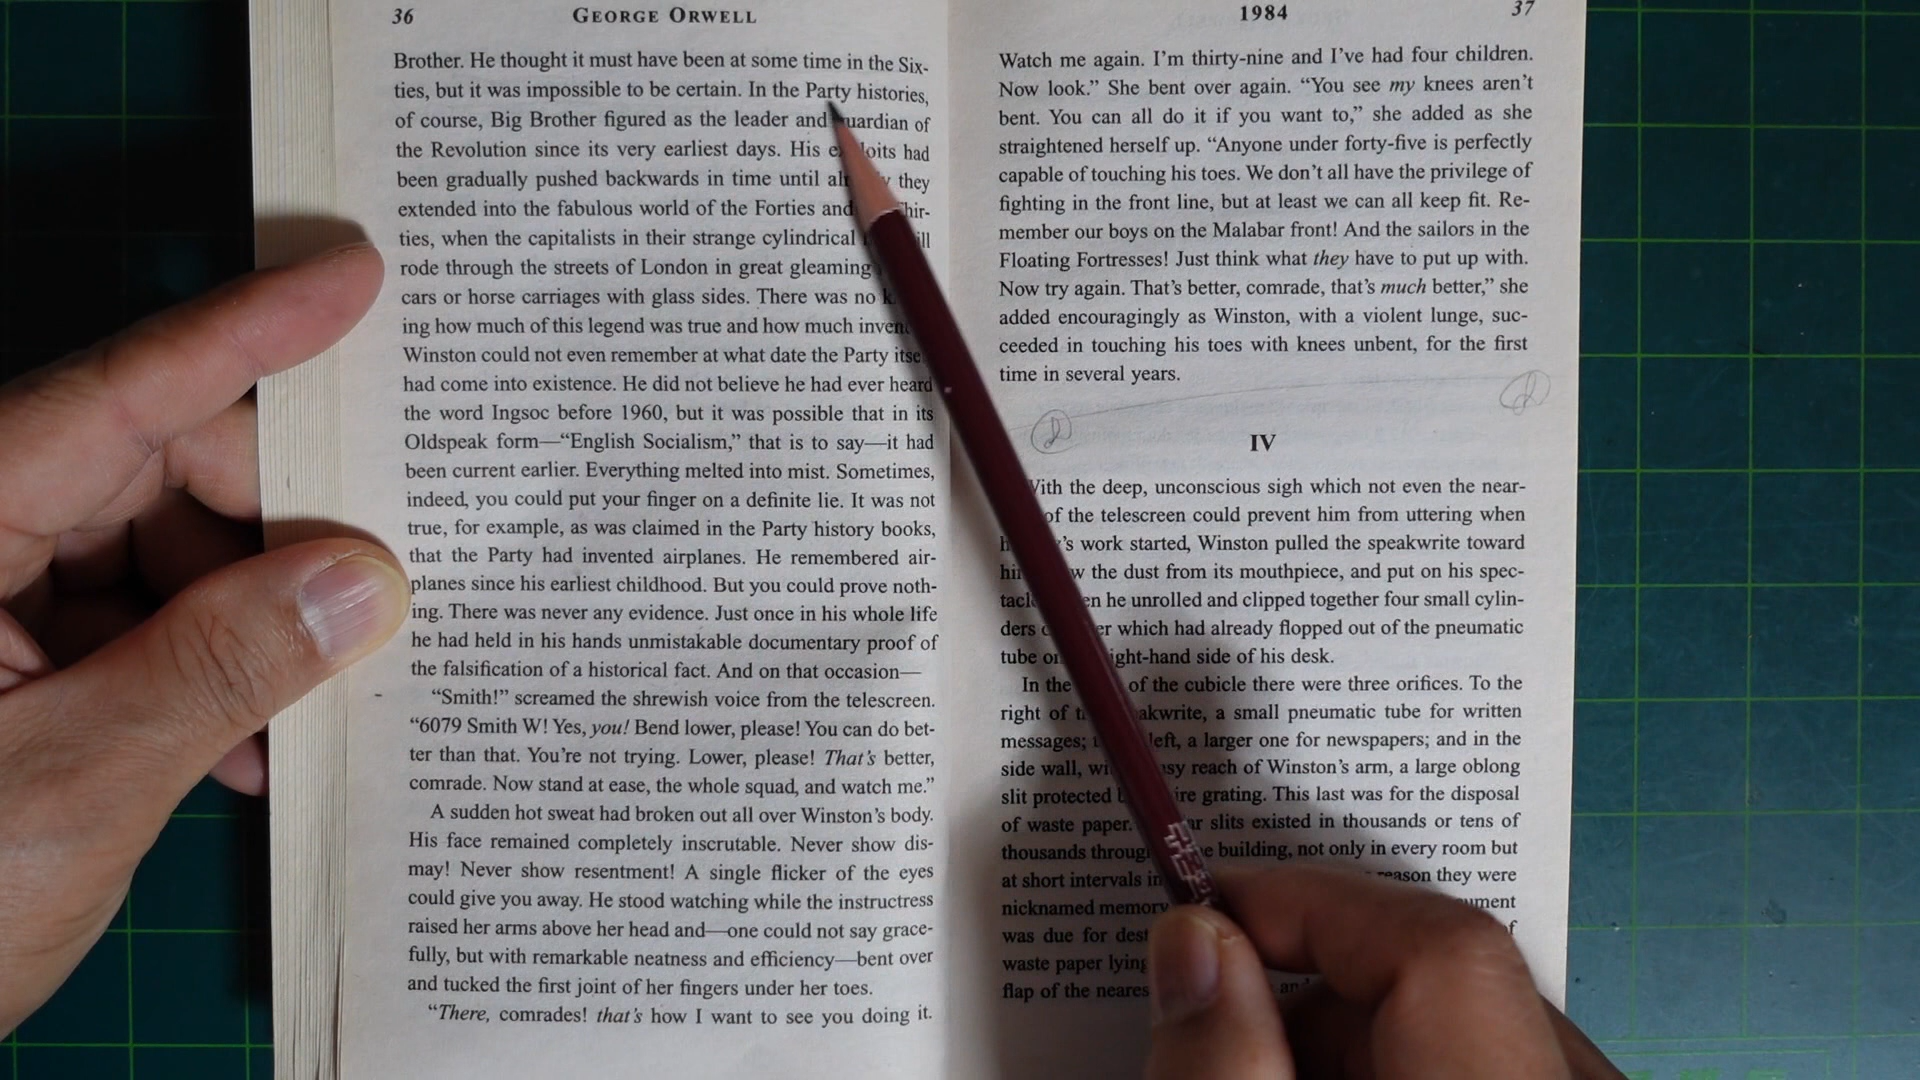 36
GEORGE ORWELL
Brother. He thought it must have been at some time in the Six-
ties, but it was impossible to be certain. In the Party histories,
of course, Big Brother figured as the leader and guardian of
the Revolution since its very earliest days. His exploits had
been gradually pushed backwards in time until already they
extended into the fabulous world of the Forties and Thir-
ties, when the capitalists in their strange cylindrical still
rode through the streets of London in great gleaming
cars or horse carriages with glass sides. There was no
ing how much of this legend was true and how much
Winston could not even remember at what date the Party itself
had come into existence. He did not believe he had ever heard
the word Ingsoc before 1960, but it was possible that in its
Oldspeak form—“English Socialism,” that is to say—it had
been current earlier. Everything melted into mist. Sometimes,
indeed, you could put your finger on a definite lie. It was not
true, for example, as was claimed in the Party history books,
that the Party had invented airplanes. He remembered air-
planes since his earliest childhood. But you could prove noth-
ing. There was never any evidence. Just once in his whole life
he had held in his hands unmistakable documentary proof of
the falsification of a historical fact. And on that occasion—
“Smith!” screamed the shrewish voice from the telescreen.
“6079 Smith W! Yes, you! Bend lower, please! You can do bet-
ter than that. You’re not trying. Lower, please! That’s better,
comrade. Now stand at ease, the whole squad, and watch me.”
A sudden hot sweat had broken out all over Winston’s body.
His face remained completely inscrutable. Never show dis-
may! Never show resentment! A single flicker of the eyes
could give you away. He stood watching while the instructress
raised her arms above her head and—one could not say grace-
fully, but with remarkable neatness and efficiency—bent over
and tucked the first joint of her fingers under her toes.
“There, comrades! that’s how I want to see you doing it.
1984
37
Watch me again. I’m thirty-nine and I’ve had four children.
Now look.” She bent over again. “You see my knees aren’t
bent. You can all do it if you want to,” she added as she
straightened herself up. “Anyone under forty-five is perfectly
capable of touching his toes. We don’t all have the privilege of
fighting in the front line, but at least we can all keep fit. Re-
member our boys on the Malabar front! And the sailors in the
Floating Fortresses! Just think what they have to put up with.
Now try again. That’s better, comrade, that’s much better,” she
added encouragingly as Winston, with a violent lunge, suc-
ceeded in touching his toes with knees unbent, for the first
time in several years.
IV
With the deep, unconscious sigh which not even the near-
of the telescreen could prevent him from uttering when
work started, Winston pulled the speakwrite toward
the dust from its mouthpiece, and put on his spec-
he unrolled and clipped together four small cylin-
ders which had already flopped out of the pneumatic
tube on right-hand side of his desk.
In the of the cubicle there were three orifices. To the
right of speakwrite, a small pneumatic tube for written
messages; left, a larger one for newspapers; and in the
side wall, easy reach of Winston’s arm, a large oblong
slit protected wire grating. This last was for the disposal
of waste paper. slits existed in thousands or tens of
thousands building, not only in every room but
at short intervals in reason they were
nicknamed memory
was due for of
waste paper lying
flap of the and